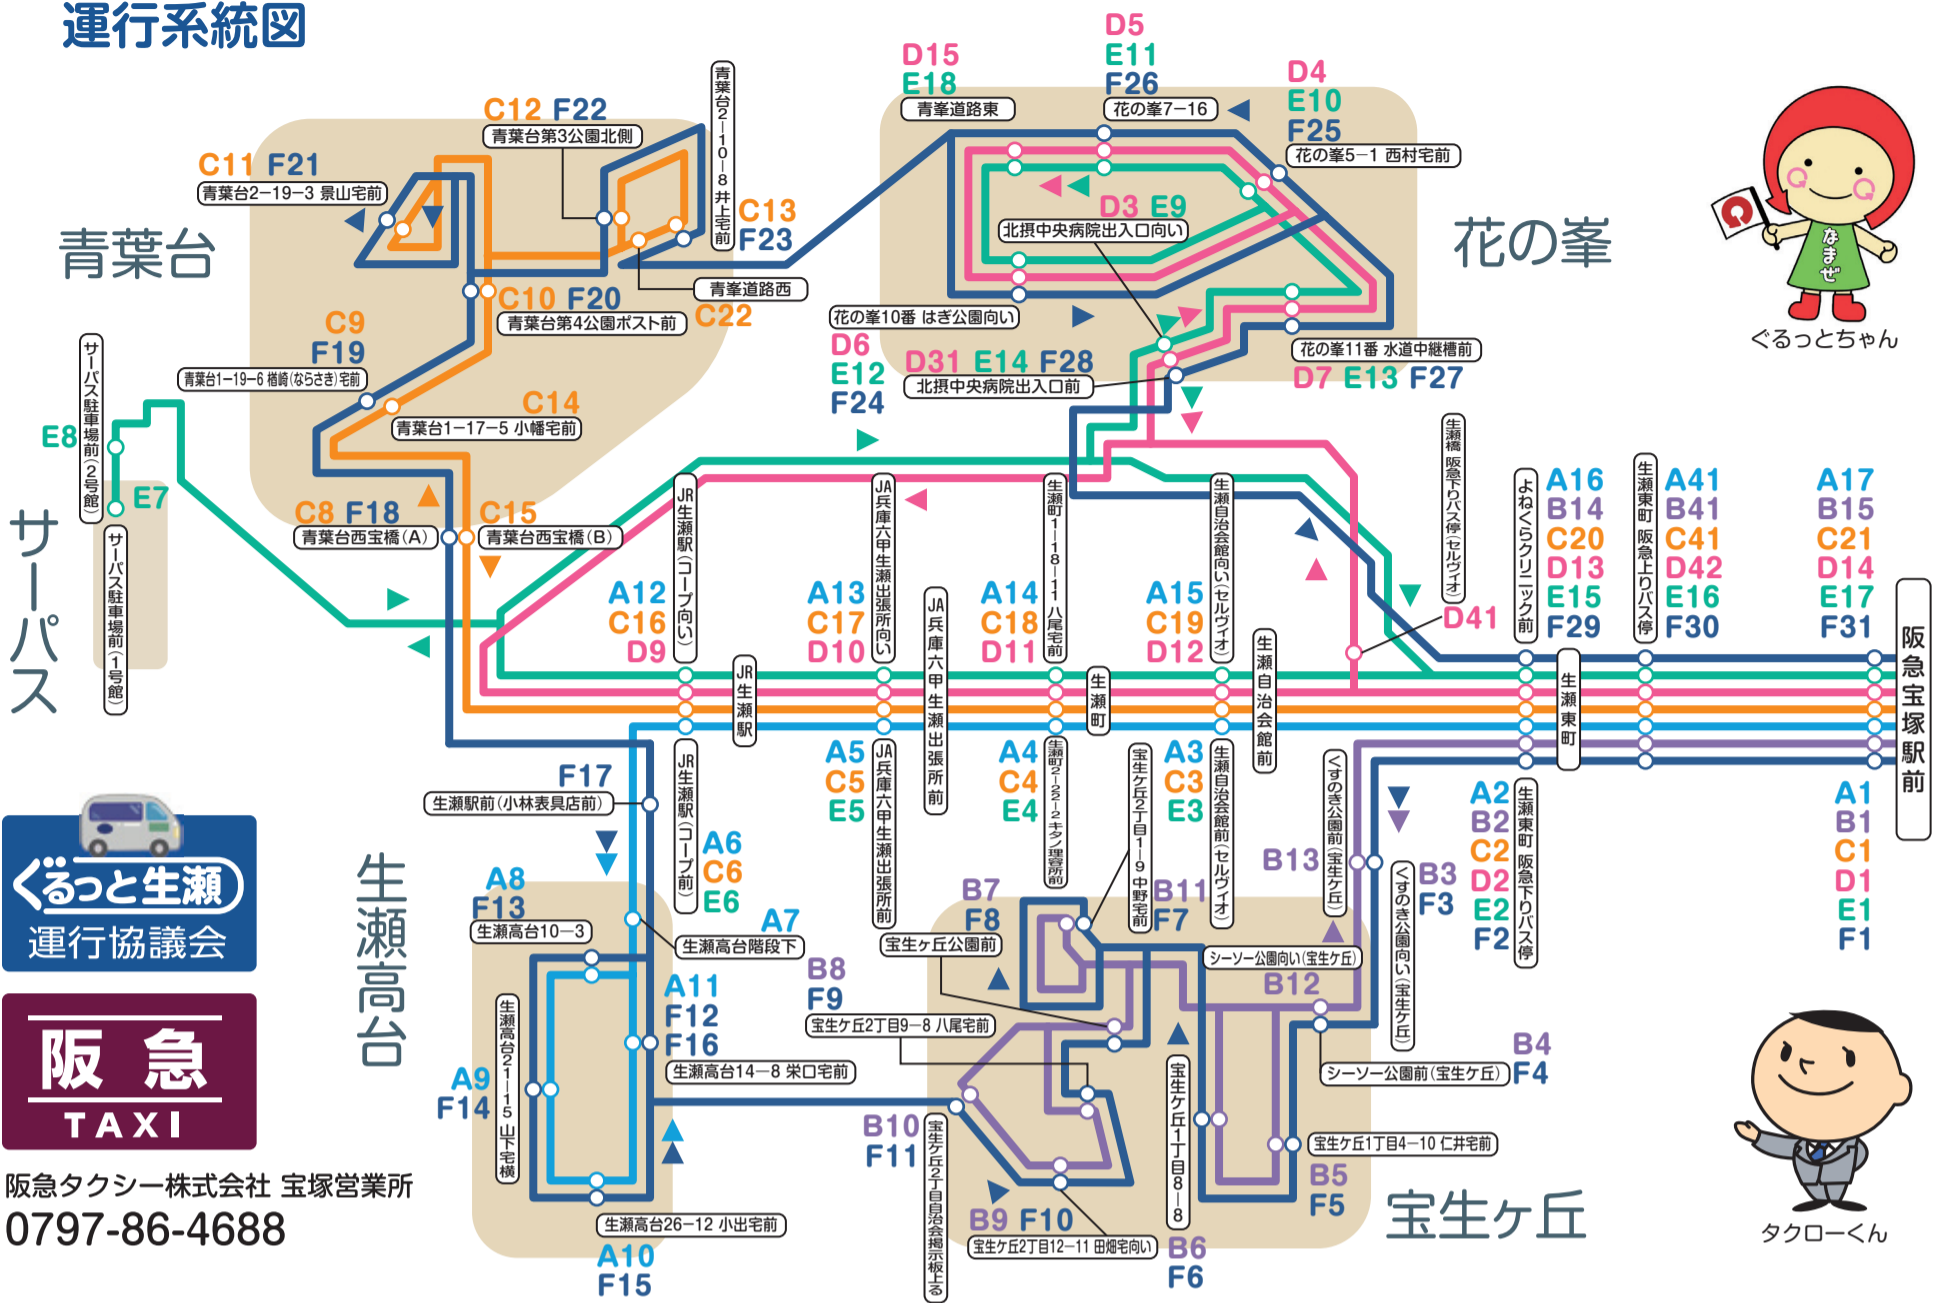 運行系統図
D5
E11
F26
花の峯7−16
D15
E18
青峯道路東
D4
E10
F25
花の峯5−1 西村宅前
C12 F22
青葉台第3公園北側
青葉台2−10−8 井上宅前
C11 F21
青葉台2−19−3 景山宅前
C13
F23
青葉台
D3 E9
北摂中央病院出入口向い
花の峯
なまぜ
ぐるっとちゃん
青峯道路西
C22
C10 F20
青葉台第4公園ポスト前
C9
F19
青葉台1−19−6 楢崎(ならさき)宅前
花の峯10番 はぎ公園向い
D6
E12
F24
D31 E14 F28
北摂中央病院出入口前
花の峯11番 水道中継槽前
D7 E13 F27
C14
青葉台1−17−5 小幡宅前
サーパス駐車場前(2号館)
E8
E7
サーパス駐車場前(1号館)
サーパス
C8 F18
青葉台西宝橋(A)
C15
青葉台西宝橋(B)
JR生瀬駅(コープ向い)
A12
C16
D9
JA兵庫六甲生瀬出張所向い
A13
C17
D10
生瀬町1−18−11 八尾宅前
A14
C18
D11
生瀬自治会館向い(セルヴィオ)
A15
C19
D12
生瀬橋 阪急下りバス停(セルヴィオ)
D41
よねくらクリニック前
A16
B14
C20
D13
E15
F29
生瀬東町 阪急上りバス停
A41
B41
C41
D42
E16
F30
A17
B15
C21
D14
E17
F31
阪急宝塚駅前
JR生瀬駅
JA兵庫六甲生瀬出張所前
生瀬町
生瀬自治会館前
生瀬東町
F17
生瀬駅前(小林表具店前)
JR生瀬駅(コープ前)
A6
C6
E6
A5
C5
E5
JA兵庫六甲生瀬出張所前
A4
C4
E4
生瀬町2−22−2 キタノ理容所前
A3
C3
E3
生瀬自治会館前(セルヴィオ)
宝生ケ丘2丁目1−9 中野宅前
B11
F7
くすのき公園前(宝生ケ丘)
B13
B3
F3
くすのき公園向い(宝生ケ丘)
A2
B2
C2
D2
E2
F2
生瀬東町 阪急下りバス停
A1
B1
C1
D1
E1
F1
ぐるっと生瀬
運行協議会
生瀬高台
A8
F13
生瀬高台10−3
A7
生瀬高台階段下
B7
F8
宝生ヶ丘公園前
シーソー公園向い(宝生ケ丘)
B12
B8
F9
宝生ケ丘2丁目9−8 八尾宅前
A11
F12
F16
生瀬高台14−8 栄口宅前
生瀬高台21−15 山下宅横
A9
F14
B4
F4
シーソー公園前(宝生ケ丘)
宝生ケ丘1丁目8−8
B6
F6
宝生ケ丘1丁目4−10 仁井宅前
B5
F5
B10
F11
宝生ケ丘2丁目自治会掲示板上る
B9 F10
宝生ケ丘2丁目12−11 田畑宅向い
宝生ヶ丘
生瀬高台26−12 小出宅前
A10
F15
阪急
TAXI
阪急タクシー株式会社 宝塚営業所
0797-86-4688
タクローくん